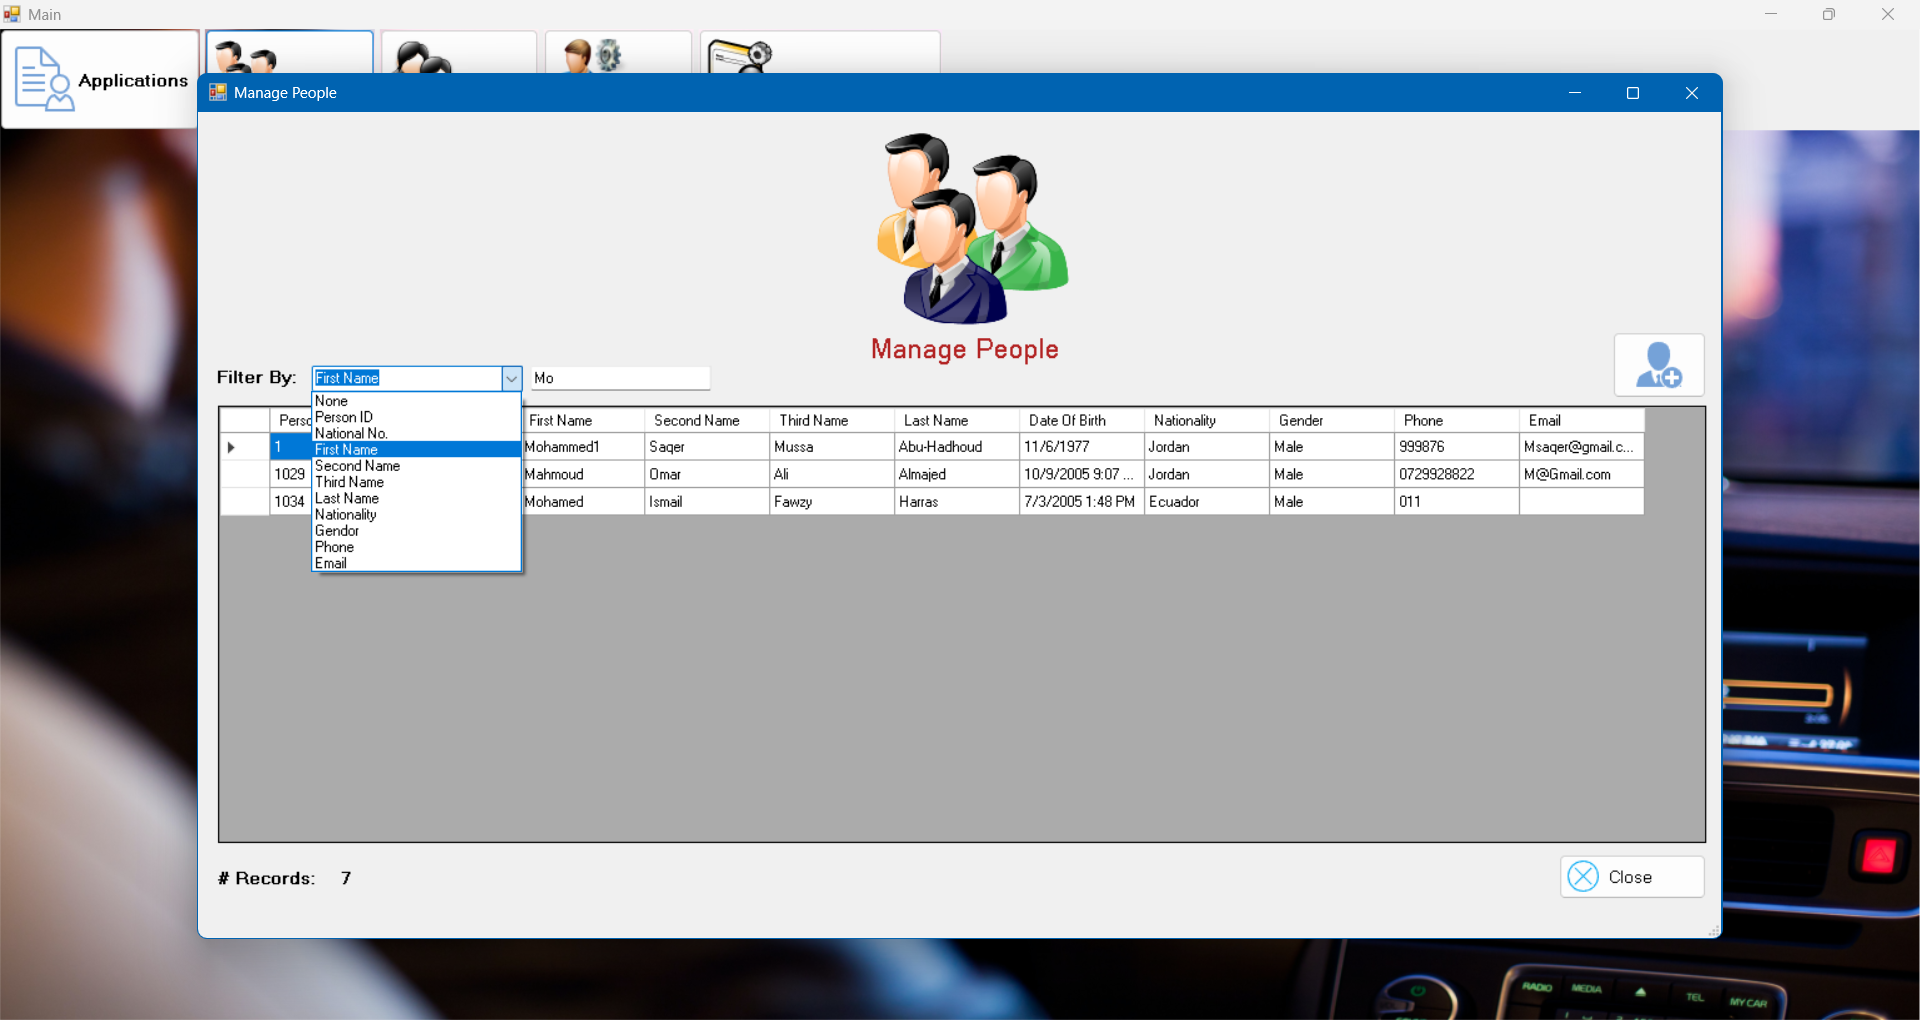 Main
Applications
Manage People
Manage People
Filter By: First Name Mo
None
Person ID
National No.
First Name
Second Name
Third Name
Last Name
Nationality
Gendor
Phone
Email
First Name Second Name Third Name Last Name Date Of Birth Nationality Gender Phone Email
1 Mohammed1 Saqer Mussa Abu-Hadhoud 11/6/1977 Jordan Male 999876 Msaqer@gmail.c...
1029 Mahmoud Omar Ali Almajed 10/9/2005 9:07 ... Jordan Male 0729928822 M@Gmail.com
1034 Mohamed Ismail Fawzy Harras 7/3/2005 1:48 PM Ecuador Male 011
# Records: 7
Close
RADIO MEDIA TEL MY CAR